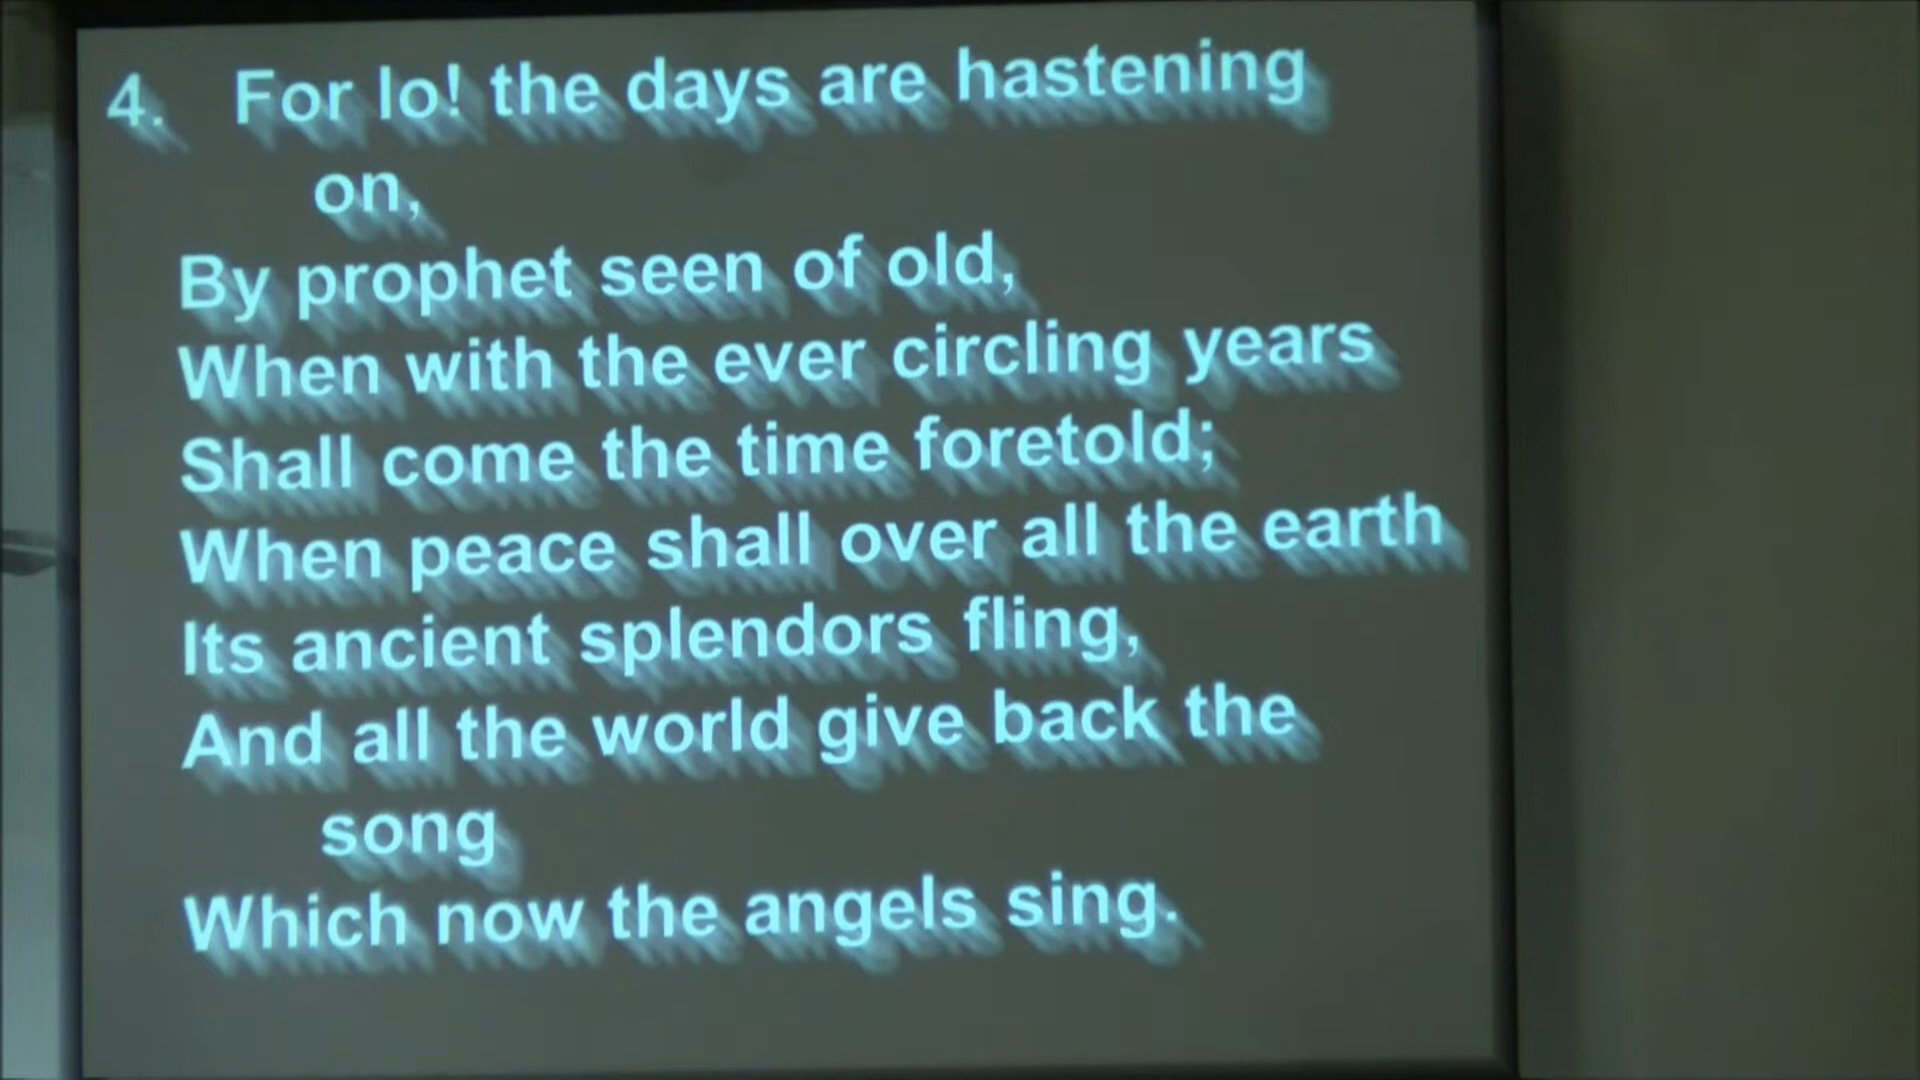 4. For lo! the days are hastening
on,
By prophet seen of old,
When with the ever circling years
Shall come the time foretold;
When peace shall over all the earth
Its ancient splendors fling,
And all the world give back the
song
Which now the angels sing.